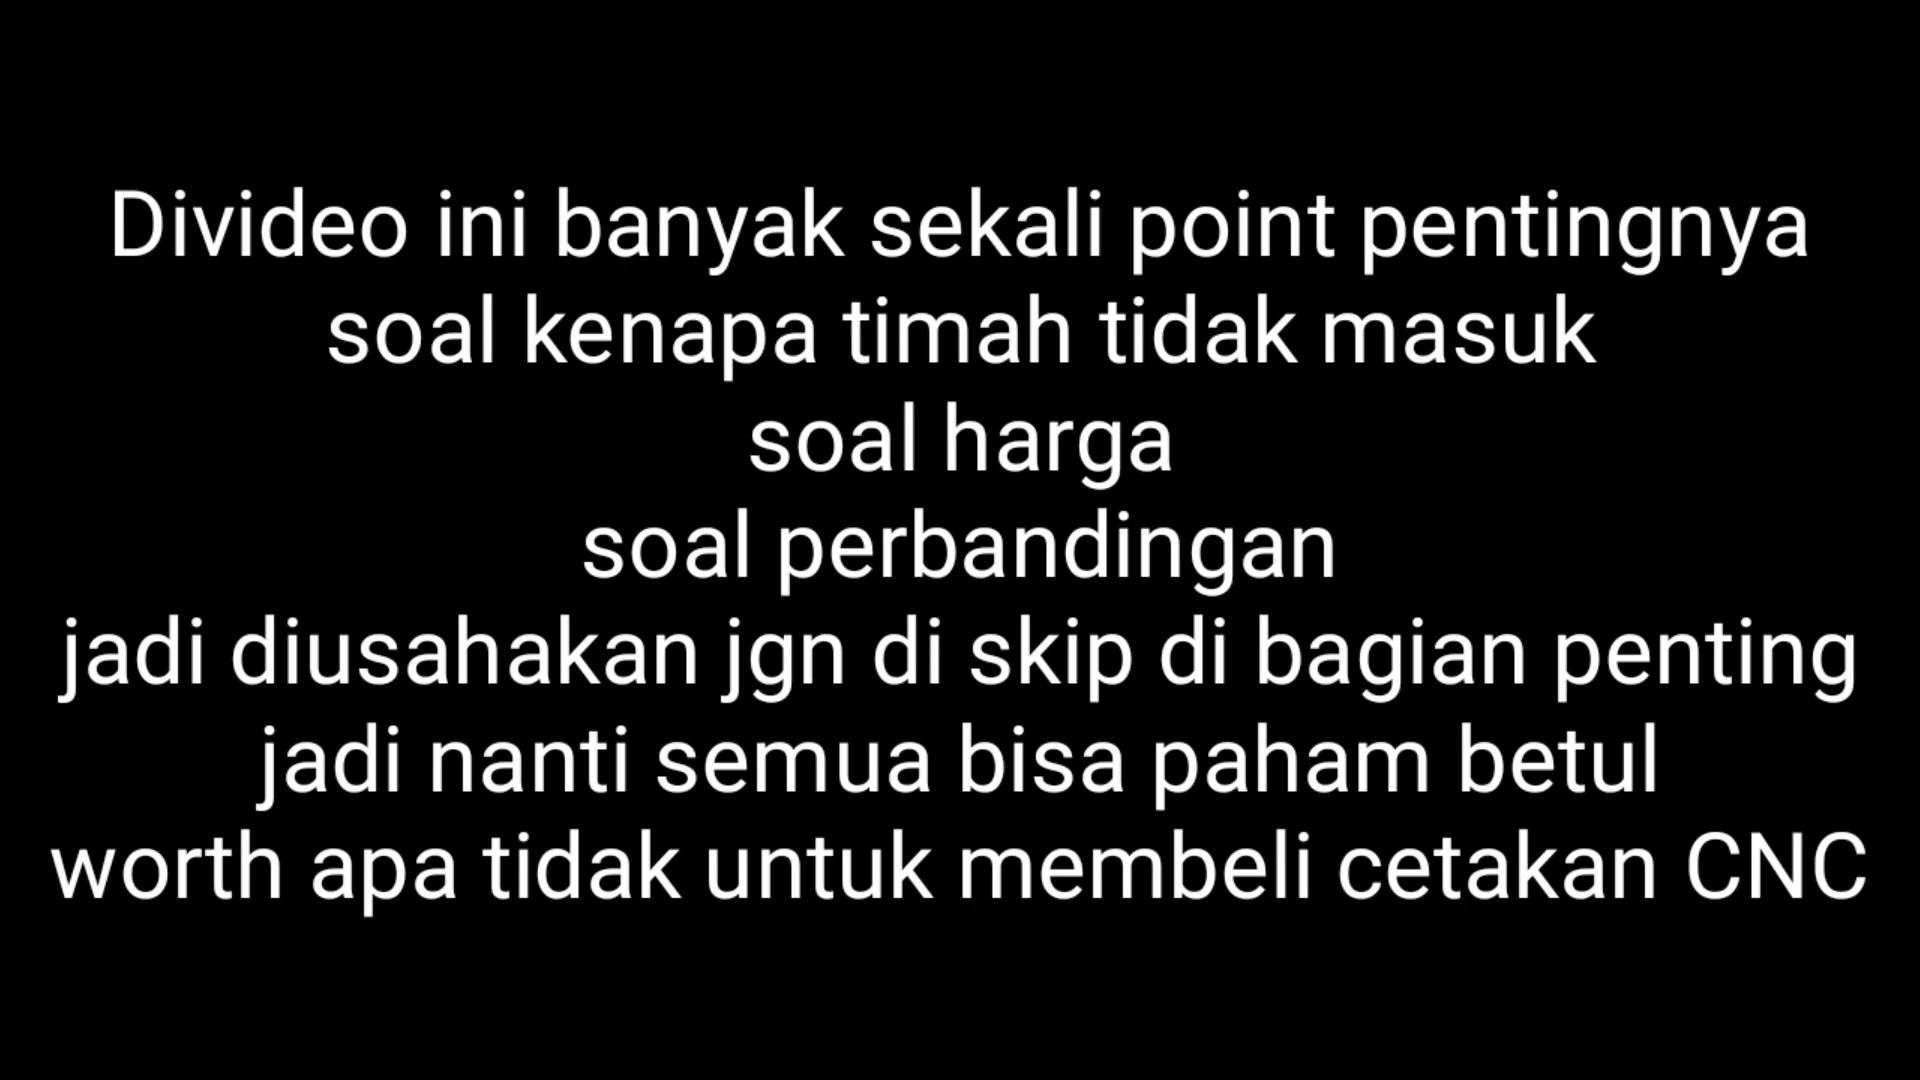 Divideo ini banyak sekali point pentingnya
soal kenapa timah tidak masuk
soal harga
soal perbandingan
jadi diusahakan jgn di skip di bagian penting
jadi nanti semua bisa paham betul
worth apa tidak untuk membeli cetakan CNC